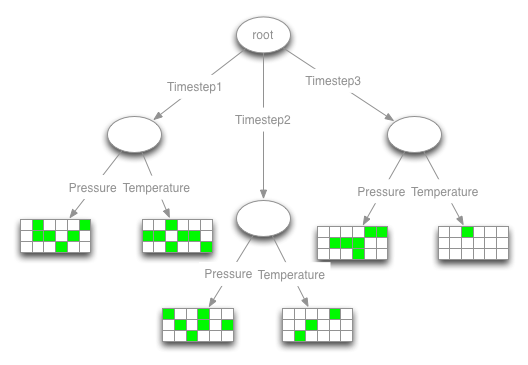 root
Timestep1
Timestep3
Timestep2
Pressure Temperature
Pressure Temperature
Pressure Temperature